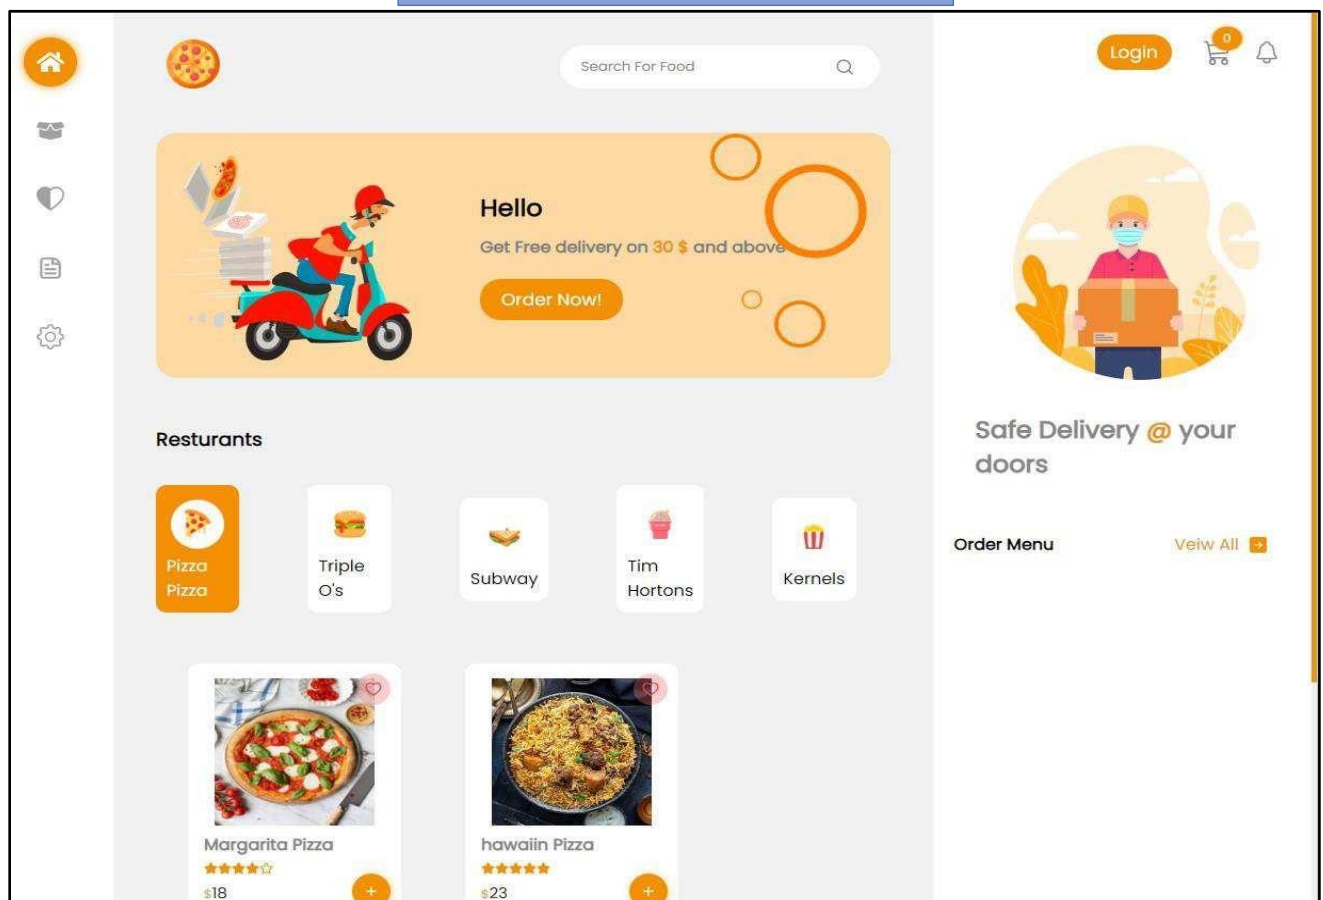 Search For Food
Login
0
Hello
Get Free delivery on 30 $ and above
Order Now!
Safe Delivery @ your
doors
Resturants
Pizza
Pizza
Triple
O's
Subway
Tim
Hortons
Kernels
Order Menu
Veiw All
Margarita Pizza
$18
+
hawaiin Pizza
$23
+